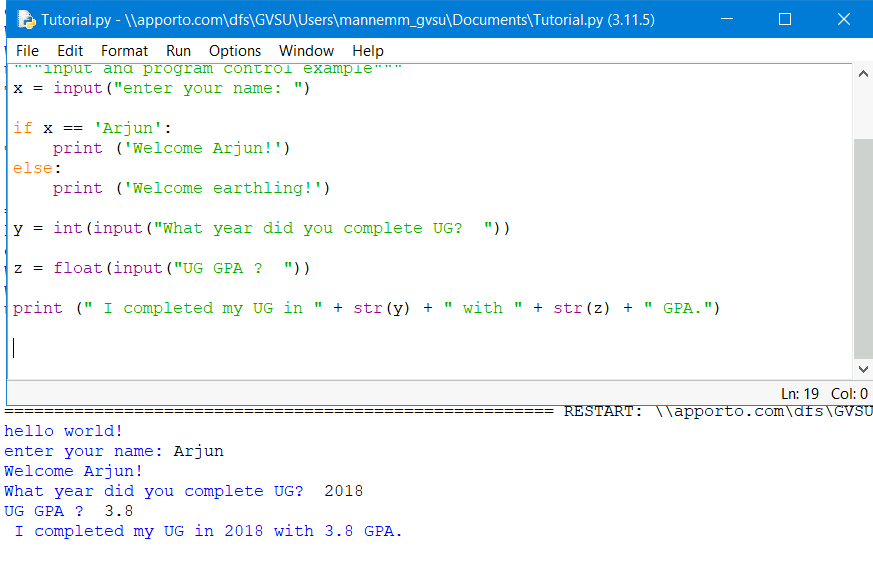 Tutorial.py - \\apporto.com\dfs\GVSU\Users\mannemm_gvsu\Documents\Tutorial.py (3.11.5)
File Edit Format Run Options Window Help
"""input and program control example"""
x = input("enter your name: ")
if x == 'Arjun':
    print ('Welcome Arjun!')
else:
    print ('Welcome earthling!')
y = int(input("What year did you complete UG?  "))
z = float(input("UG GPA ?  "))
print (" I completed my UG in " + str(y) + " with " + str(z) + " GPA.")
Ln: 19 Col: 0
======================================================= RESTART: \\apporto.com\dfs\GVSU
hello world!
enter your name: Arjun
Welcome Arjun!
What year did you complete UG?  2018
UG GPA ?  3.8
 I completed my UG in 2018 with 3.8 GPA.